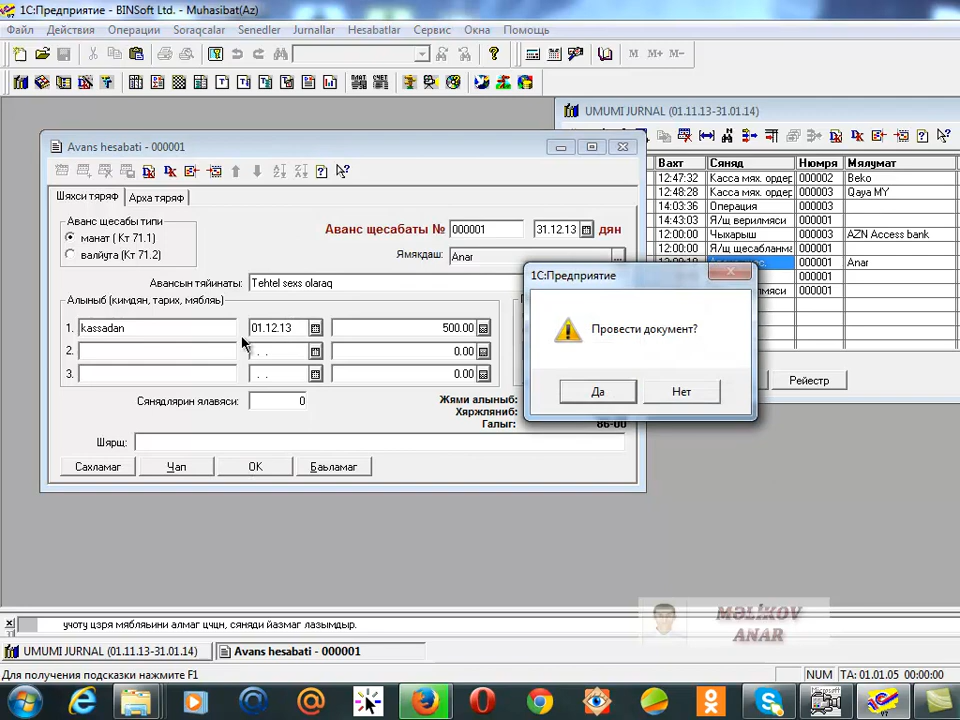 1С:Предприятие - BINSoft Ltd. - Muhasibat(Az)
Файл Действия Операции Soraqcalar Senedler Jurnallar Hesabatlar Сервис Окна Помощь
M M+ M−
UMUMI JURNAL (01.11.13-31.01.14)
Вахт Сяняд Нюмря Мялумат
12:47:32 Касса мях. ордер 000002 Beko
12:48:28 Касса мях. ордер 000003 Qaya MY
14:03:36 Операция 000003
14:43:03 Я/щ верилмяси 000001
12:00:00 Чыхарыш 000004 AZN Access bank
12:00:00 Я/щ щесабланма 000001
000001 Anar
000001
000001
Рейестр
Avans hesabati - 000001
Шяхси тяряф Арха тяряф
Аванс щесабы типи
манат ( Кт 71.1)
валйута (Кт 71.2)
Аванс щесабаты № 000001 31.12.13 дян
Ямякдаш: Anar
Авансын тяйинаты: Tehtel sexs olaraq
Алыныб (кимдян, тарих, мябляь)
1. kassadan 01.12.13 500.00
2. . . 0.00
3. . . 0.00
Сянядлярин ялавяси: 0
Жями алыныб:
Хяржляниб:
Галыг: 86-00
Шярщ:
Сахламаг Чап OK Баьламаг
1С:Предприятие
Провести документ?
Да Нет
учоту цзря мябляьини алмаг цчцн, сяняди йазмаг лазымдыр.
MƏLİKOV
ANAR
UMUMI JURNAL (01.11.13-31.01.14) Avans hesabati - 000001
Для получения подсказки нажмите F1 NUM TA: 01.01.05 00:00:00